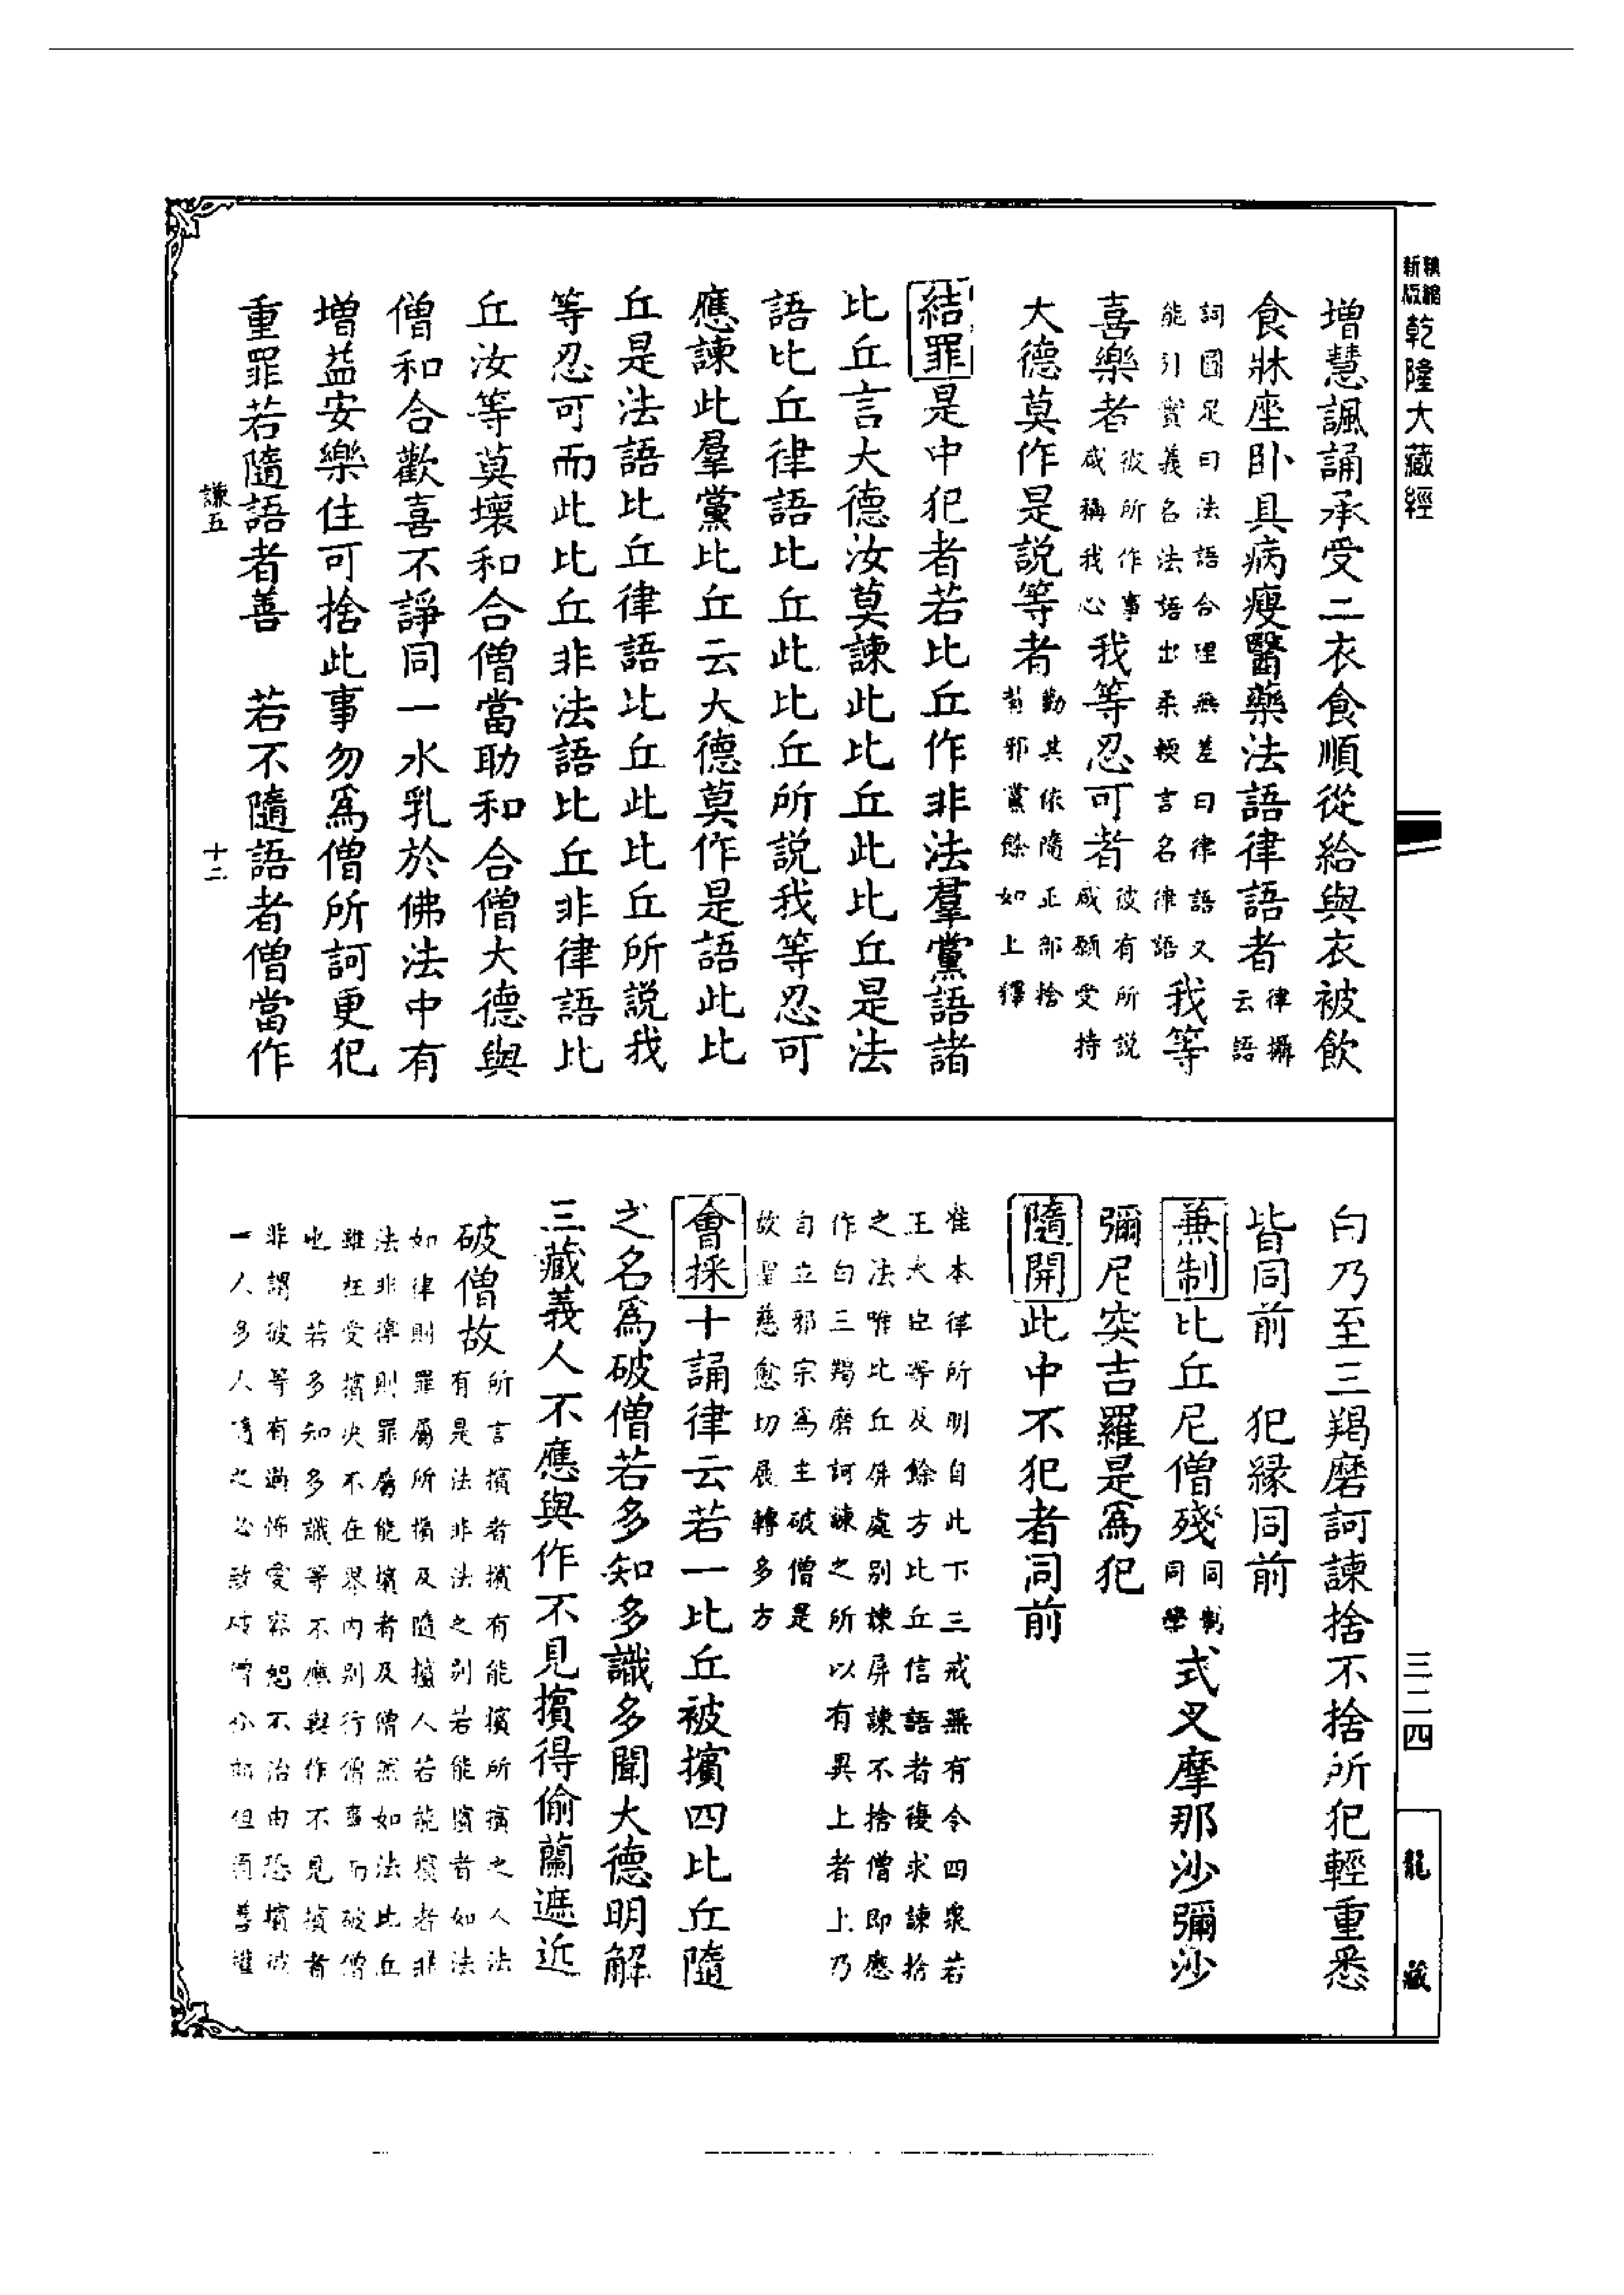 精縮新版乾隆大藏經
增慧諷誦承受二衣食順從給與衣被飲
食牀座臥具病瘦醫藥法語律語者律攝云語
詞圓足曰法語合理無差曰律語又
能引實義名法語出柔輭言名律語我等
喜樂者彼所作事咸稱我心我等忍可者彼有所說咸願受持
大德莫作是說等者勸其依隨正部捨背邪黨餘如上釋
結罪是中犯者若比丘作非法羣黨語諸
比丘言大德汝莫諫此比丘此比丘是法
語比丘律語比丘此比丘所說我等忍可
應諫此羣黨比丘云大德莫作是語此比
丘是法語比丘律語比丘此比丘所說我
等忍可而此比丘非法語比丘非律語比
丘汝等莫壞和合僧當助和合僧大德與
僧和合歡喜不諍同一水乳於佛法中有
增益安樂住可捨此事勿爲僧所訶更犯
重罪若隨語者善　若不隨語者僧當作
謙五　十二
白乃至三羯磨訶諫捨不捨所犯輕重悉
皆同前　犯緣同前
兼制比丘尼僧殘同制同學式叉摩那沙彌沙
彌尼突吉羅是爲犯
隨開此中不犯者同前
准本律所明自此下三戒無有令四衆若
王大臣等及餘方比丘信語者復求諫捨
之法唯比丘屏處別諫屏諫不捨僧即應
作白三羯磨訶諫之所以有異上者上乃
自立邪宗爲主破僧是
故聖慈愈切展轉多方
會採十誦律云若一比丘被擯四比丘隨
之名爲破僧若多知多識多聞大德明解
三藏義人不應與作不見擯得偷蘭遮近
破僧故所言擯者擯有能擯所擯之人法
有是法非法之別若能擯者如法
如律則罪屬所擯及隨擯人若能擯者非
法非律則罪屬能擯者及僧然如法比丘
雖枉受擯決不在界內別行僧事而破僧
也　若多知多識等不應與作不見擯者
非謂彼等有過怖愛容恕不治由恐擯彼
一人多人隨之必致破僧
三二四
龍藏